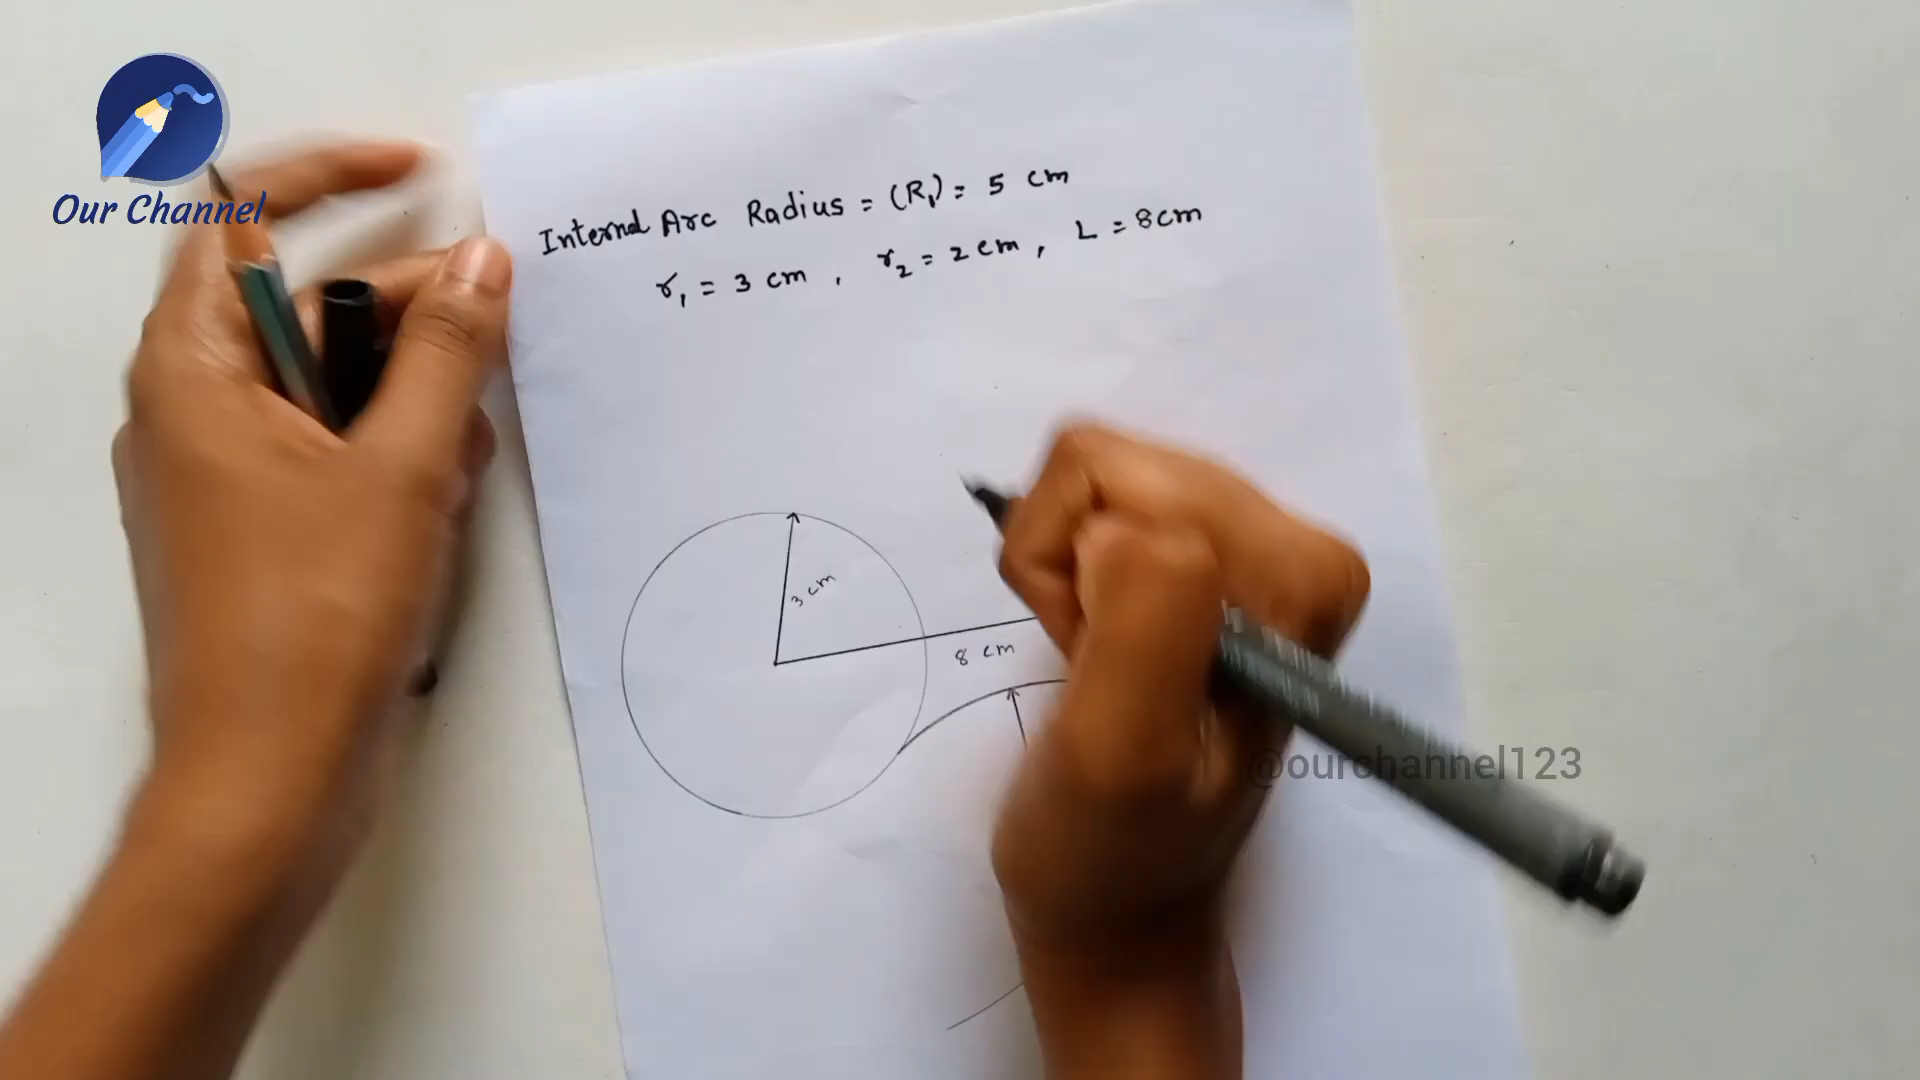 Our Channel
Internal Arc Radius = (R₁) = 5 cm
r₁ = 3 cm , r₂ = 2 cm , L = 8cm
3 cm
8 cm
@ourchannel123